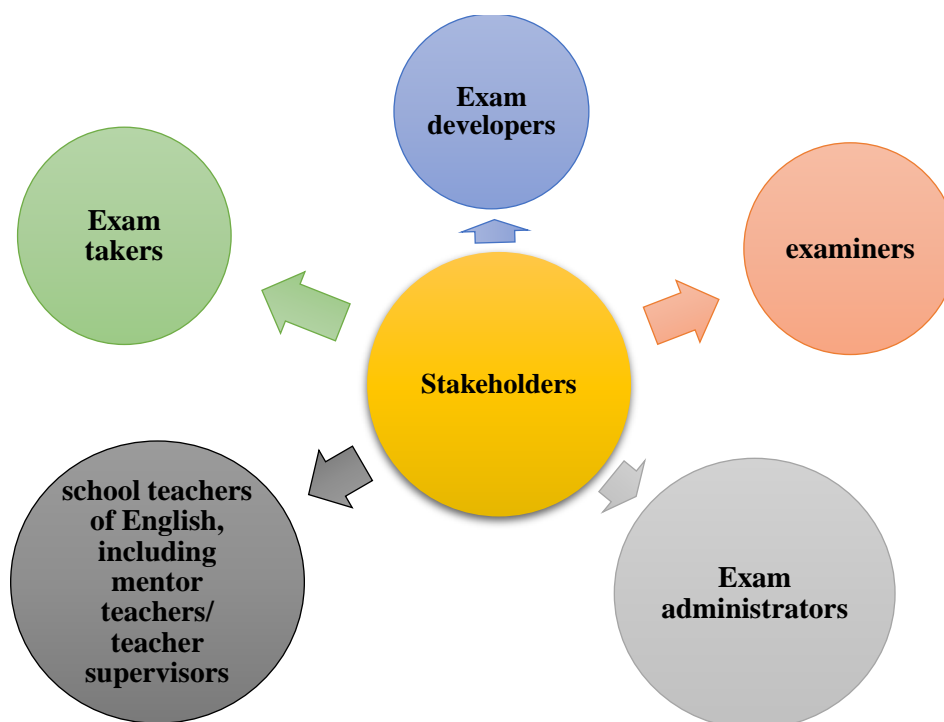 Exam
developers
Exam
takers
examiners
Stakeholders
school teachers
of English,
including
mentor
teachers/
teacher
supervisors
Exam
administrators